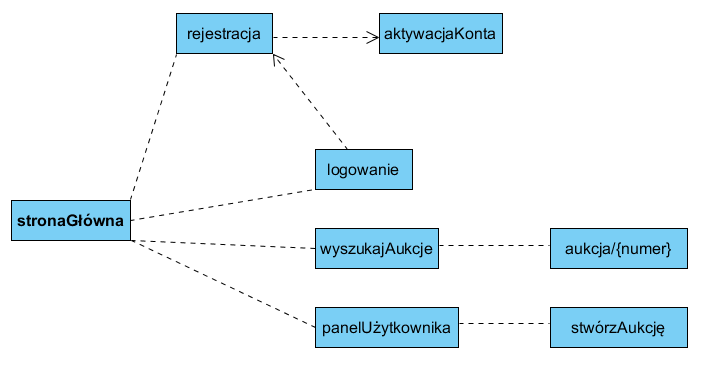 rejestracja
aktywacjaKonta
logowanie
stronaGłówna
wyszukajAukcje
aukcja/{numer}
panelUżytkownika
stwórzAukcję